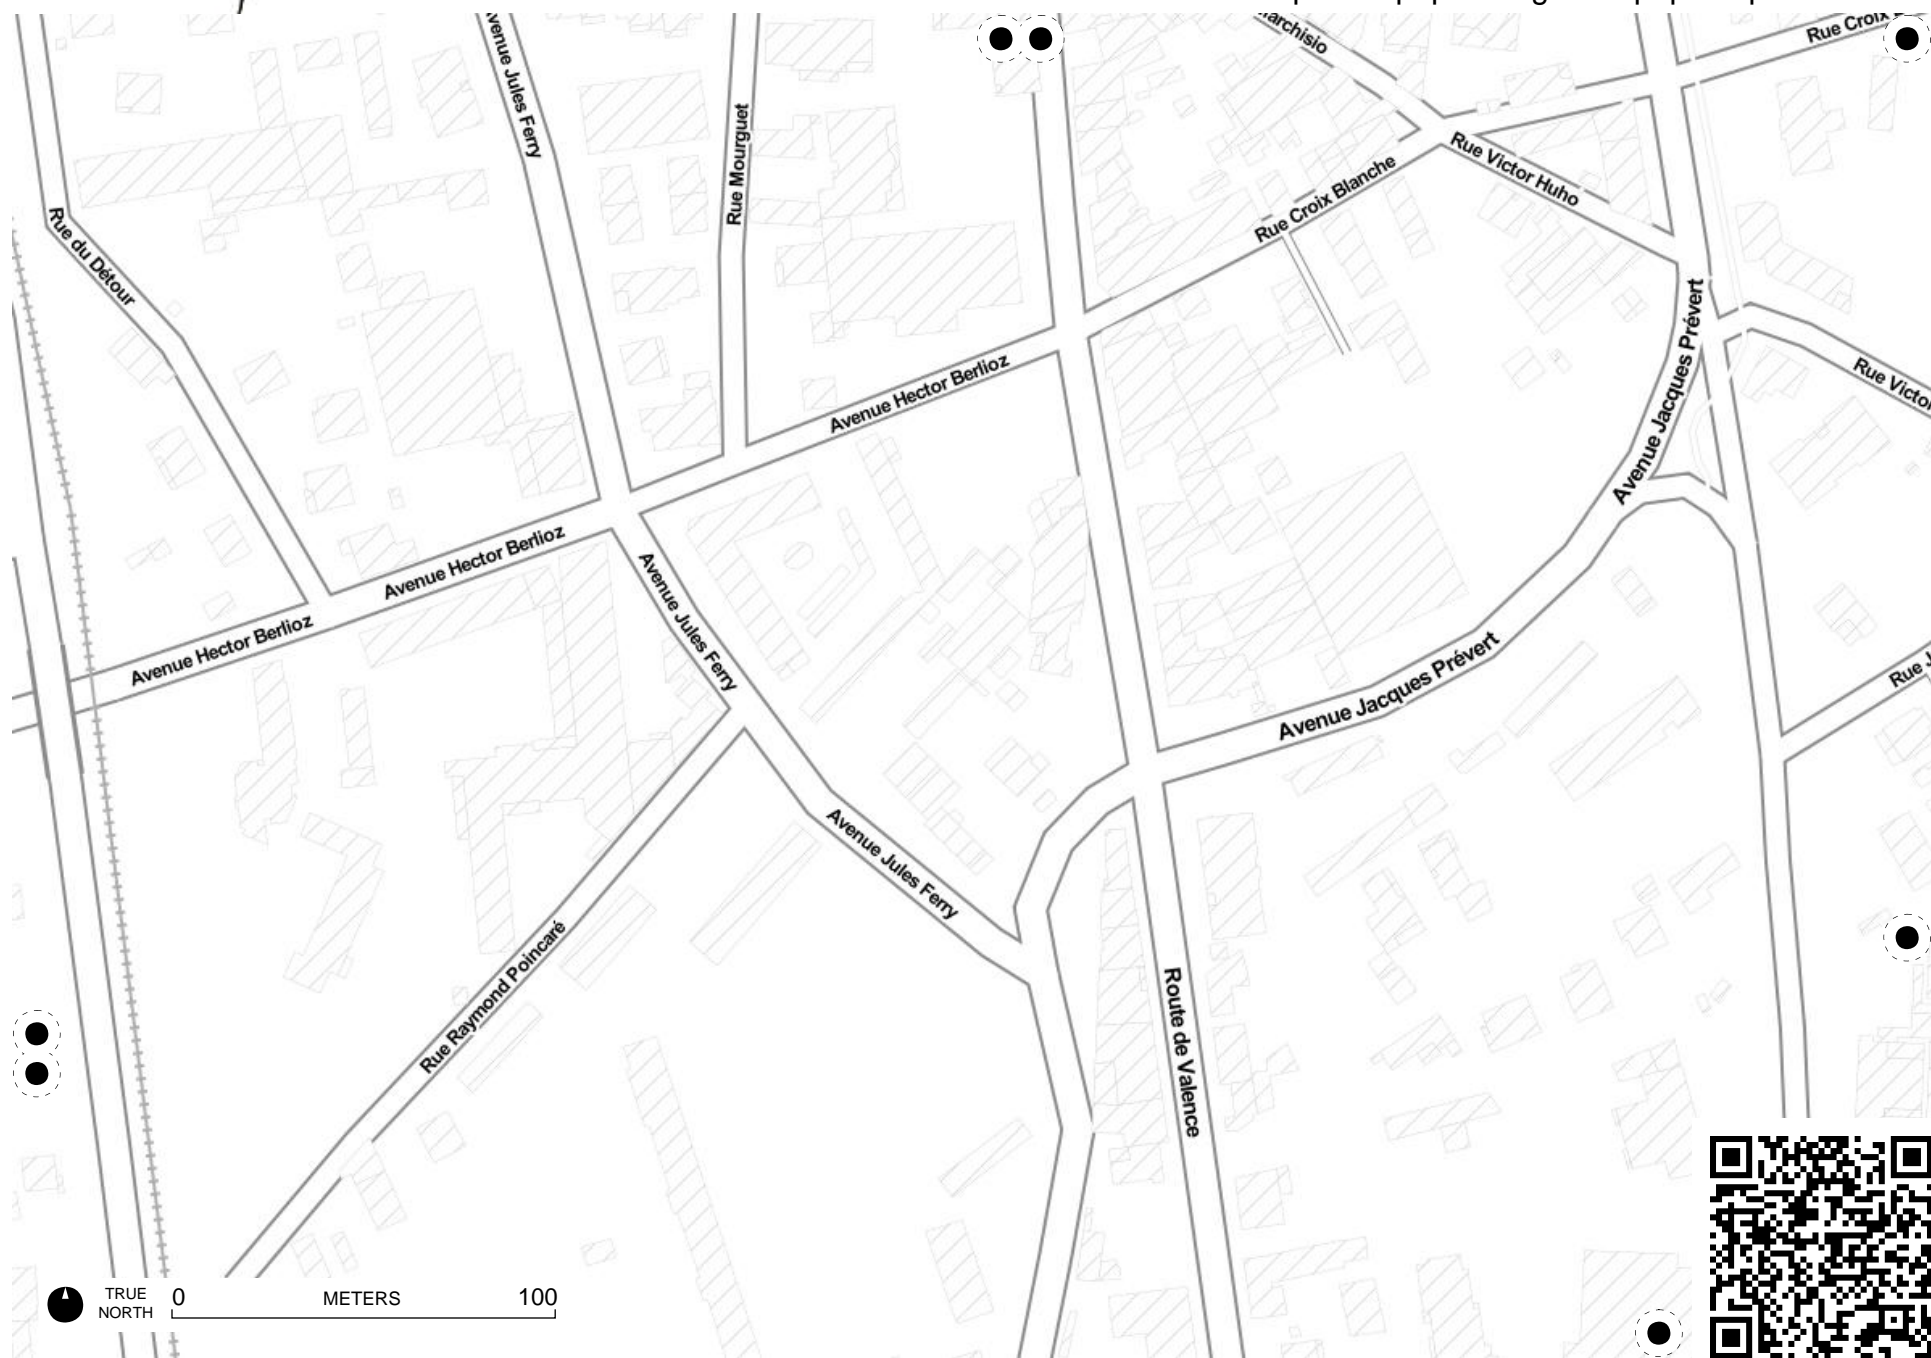 Rue Croix
Avenue Jules Ferry
Rue Mourguet
Rue Victor Huho
Rue Croix Blanche
Rue du Détour
Avenue Jacques Prévert
Avenue Hector Berlioz
Rue Victor
Avenue Hector Berlioz
Avenue Jules Ferry
Avenue Hector Berlioz
Avenue Jacques Prévert
Rue J
Avenue Jules Ferry
Rue Raymond Poincaré
Route de Valence
TRUE
NORTH
0 METERS 100